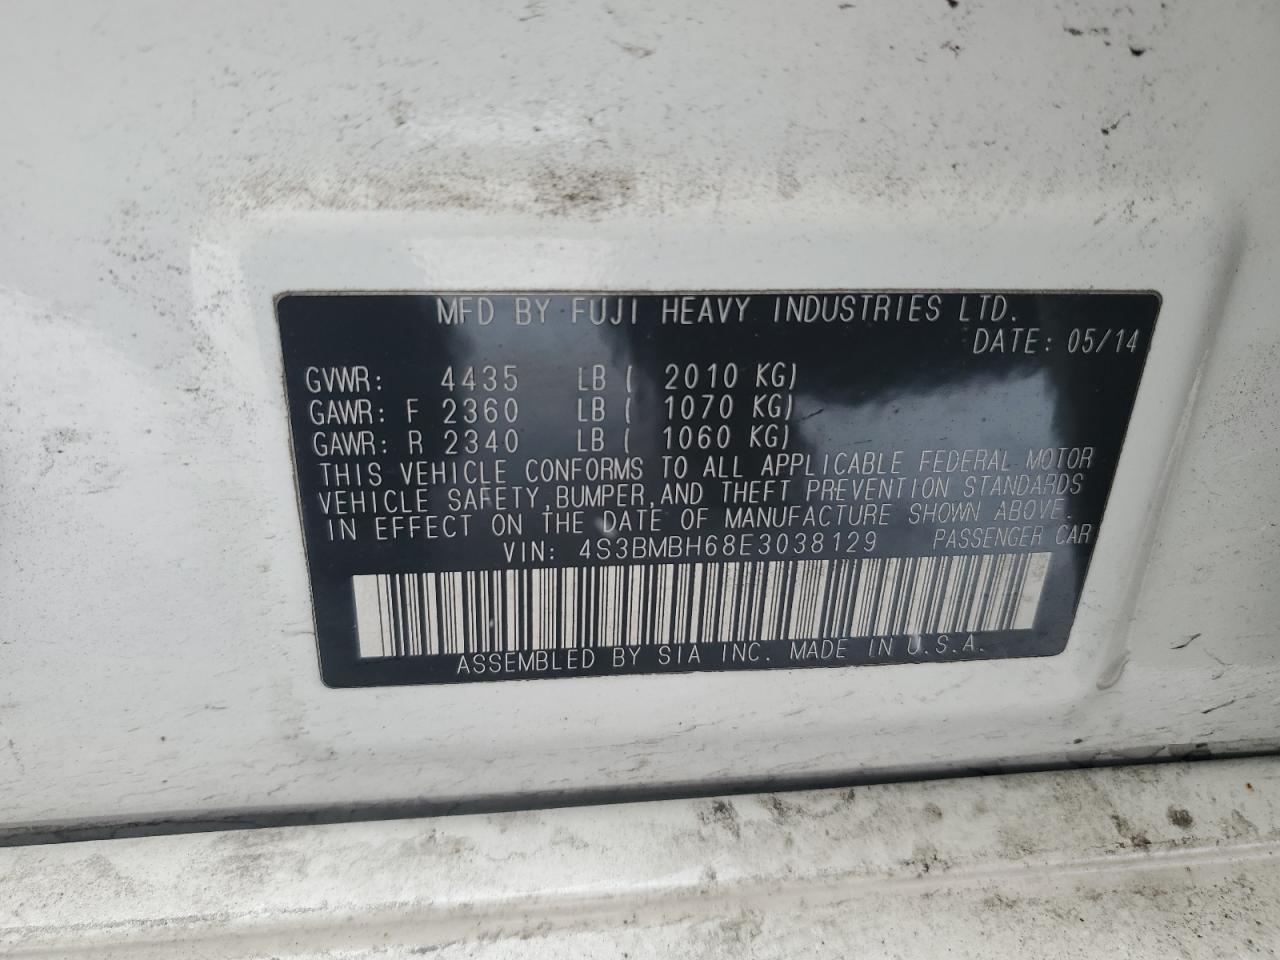 MFD BY FUJI HEAVY INDUSTRIES LTD.
DATE: 05/14
GVWR: 4435 LB ( 2010 KG)
GAWR: F 2360 LB ( 1070 KG)
GAWR: R 2340 LB ( 1060 KG)
THIS VEHICLE CONFORMS TO ALL APPLICABLE FEDERAL MOTOR
VEHICLE SAFETY,BUMPER,AND THEFT PREVENTION STANDARDS
IN EFFECT ON THE DATE OF MANUFACTURE SHOWN ABOVE.
VIN: 4S3BMBH68E3038129 PASSENGER CAR
ASSEMBLED BY SIA INC. MADE IN U.S.A.